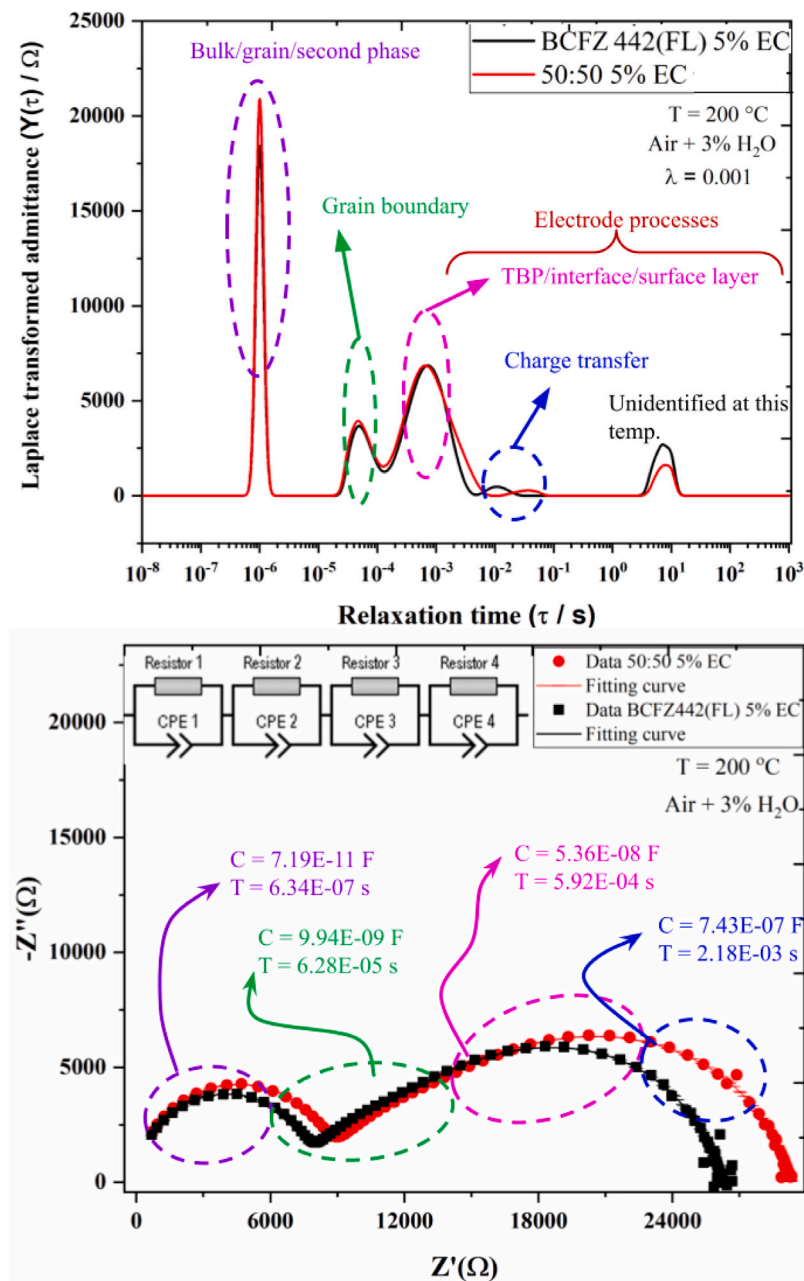 Bulk/grain/second phase
BCFZ 442(FL) 5% EC
50:50 5% EC
T = 200 °C
Air + 3% H₂O
λ = 0.001
Grain boundary
Electrode processes
TBP/interface/surface layer
Charge transfer
Unidentified at this
temp.
Laplace transformed admittance (Y(τ) / Ω)
25000
20000
15000
10000
5000
0
10⁻⁸ 10⁻⁷ 10⁻⁶ 10⁻⁵ 10⁻⁴ 10⁻³ 10⁻² 10⁻¹ 10⁰ 10¹ 10² 10³
Relaxation time (τ / s)
Resistor 1 Resistor 2 Resistor 3 Resistor 4
CPE 1 CPE 2 CPE 3 CPE 4
Data 50:50 5% EC
Fitting curve
Data BCFZ442(FL) 5% EC
Fitting curve
T = 200 °C
Air + 3% H₂O
C = 7.19E-11 F
T = 6.34E-07 s
C = 9.94E-09 F
T = 6.28E-05 s
C = 5.36E-08 F
T = 5.92E-04 s
C = 7.43E-07 F
T = 2.18E-03 s
-Z''(Ω)
20000
15000
10000
5000
0
0 6000 12000 18000 24000
Z'(Ω)